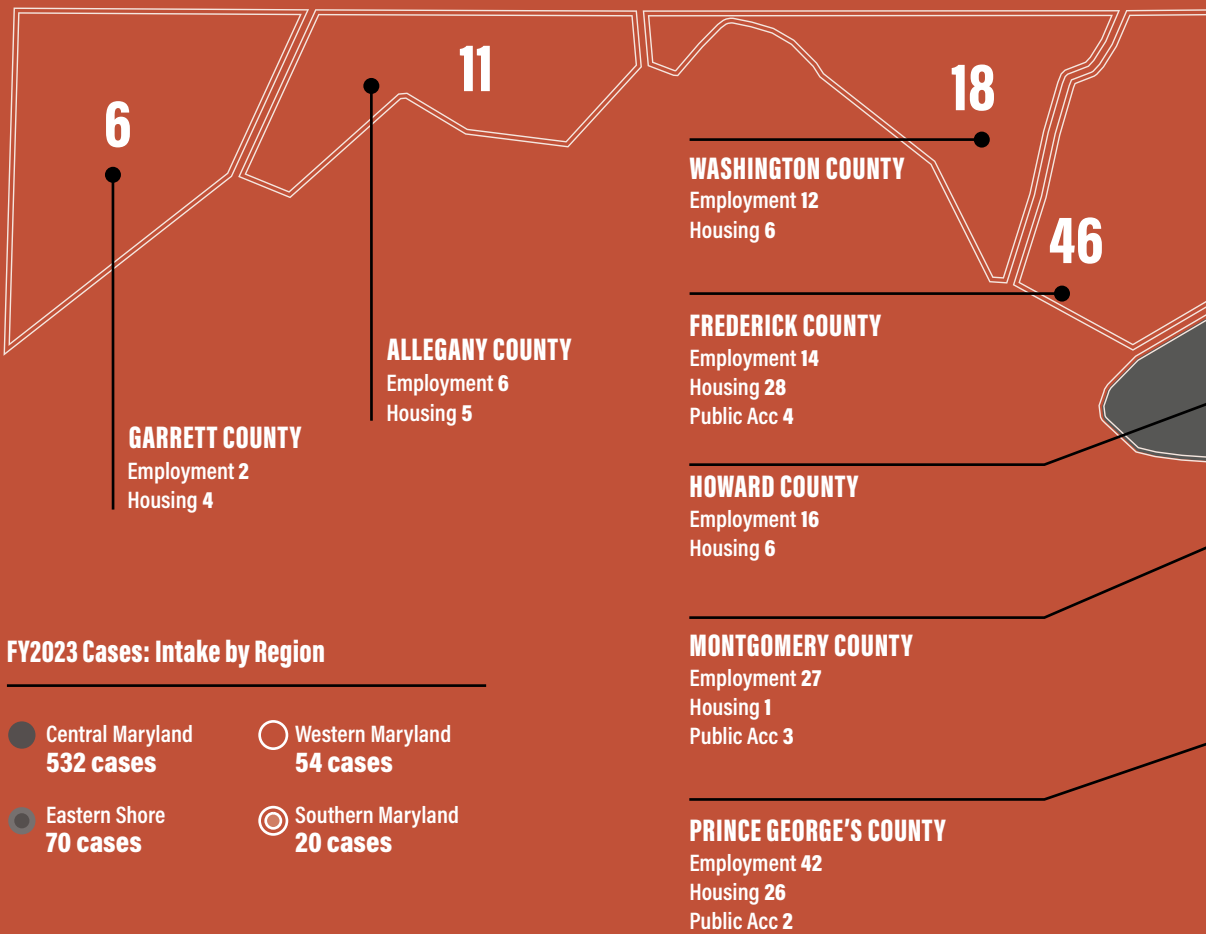 6
11
18
46
GARRETT COUNTY
Employment 2
Housing 4
ALLEGANY COUNTY
Employment 6
Housing 5
WASHINGTON COUNTY
Employment 12
Housing 6
FREDERICK COUNTY
Employment 14
Housing 28
Public Acc 4
HOWARD COUNTY
Employment 16
Housing 6
MONTGOMERY COUNTY
Employment 27
Housing 1
Public Acc 3
PRINCE GEORGE'S COUNTY
Employment 42
Housing 26
Public Acc 2
FY2023 Cases: Intake by Region
Central Maryland
532 cases
Western Maryland
54 cases
Eastern Shore
70 cases
Southern Maryland
20 cases